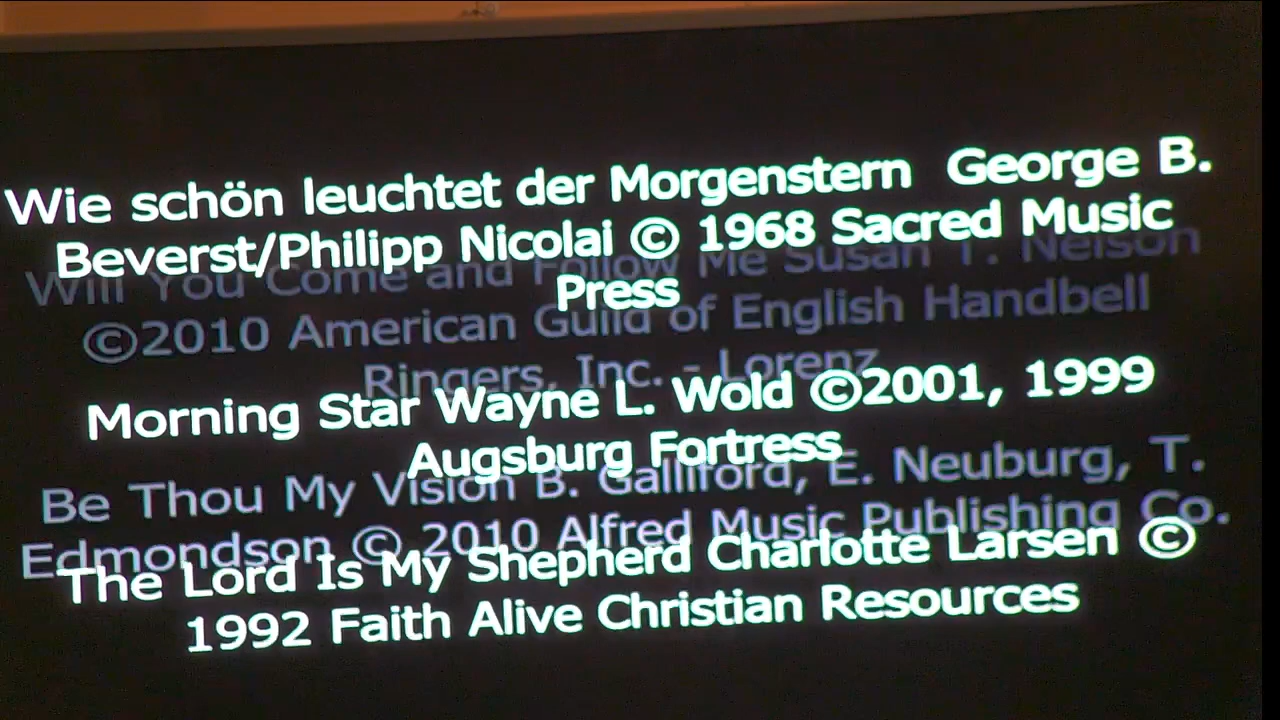 Wie schön leuchtet der Morgenstern George B.
Beverst/Philipp Nicolai © 1968 Sacred Music
Press
Morning Star Wayne L. Wold ©2001, 1999
Augsburg Fortress
The Lord Is My Shepherd Charlotte Larsen ©
1992 Faith Alive Christian Resources
Will You Come and Follow Me Susan T. Nelson
©2010 American Guild of English Handbell
Ringers, Inc. - Lorenz
Be Thou My Vision B. Galliford, E. Neuburg, T.
Edmondson © 2010 Alfred Music Publishing Co.